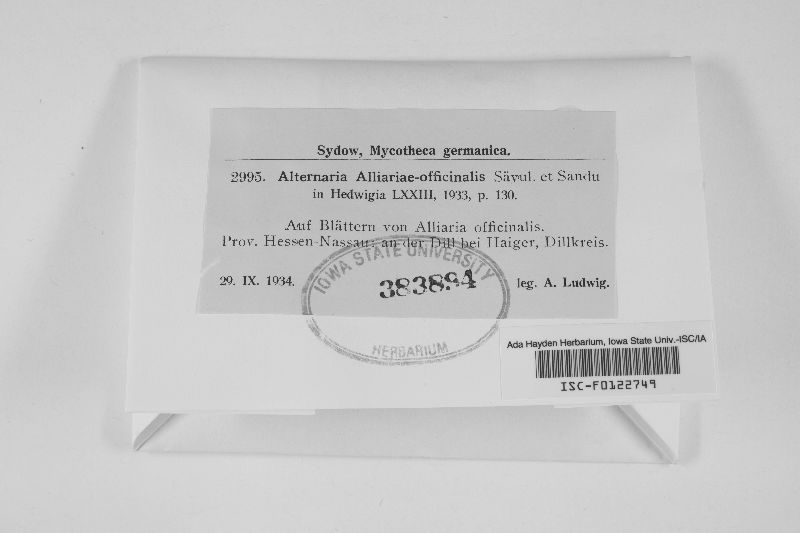 Sydow, Mycotheca germanica.
2995. Alternaria Alliariae-officinalis Săvul. et Sandu
in Hedwigia LXXIII, 1933, p. 130.
Auf Blättern von Alliaria officinalis.
Prov. Hessen-Nassau: an der Dill bei Haiger, Dillkreis.
29. IX. 1934. leg. A. Ludwig.
IOWA STATE UNIVERSITY
383894
HERBARIUM
Ada Hayden Herbarium, Iowa State Univ.-ISC/IA
ISC-F0122749